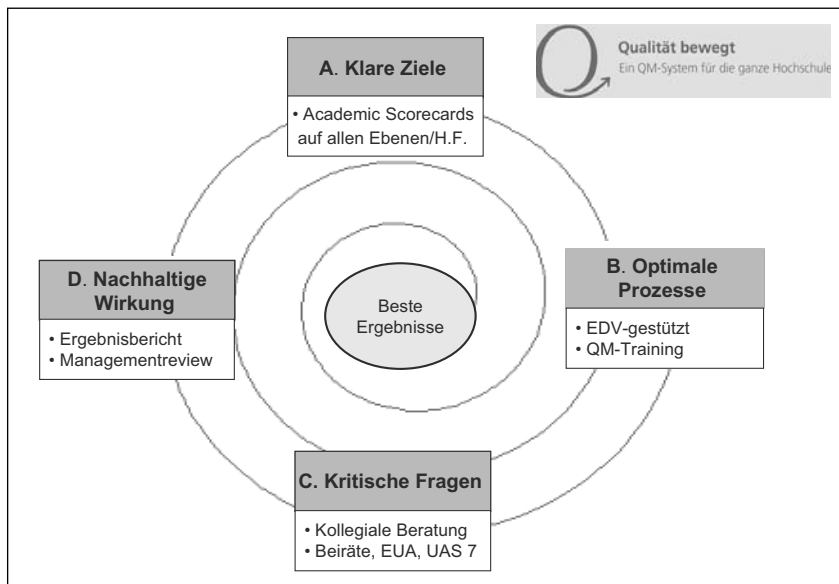 Qualität bewegt
Ein QM-System für die ganze Hochschule
A. Klare Ziele
• Academic Scorecards
auf allen Ebenen/H.F.
D. Nachhaltige
Wirkung
• Ergebnisbericht
• Managementreview
Beste
Ergebnisse
B. Optimale
Prozesse
• EDV-gestützt
• QM-Training
C. Kritische Fragen
• Kollegiale Beratung
• Beiräte, EUA, UAS 7